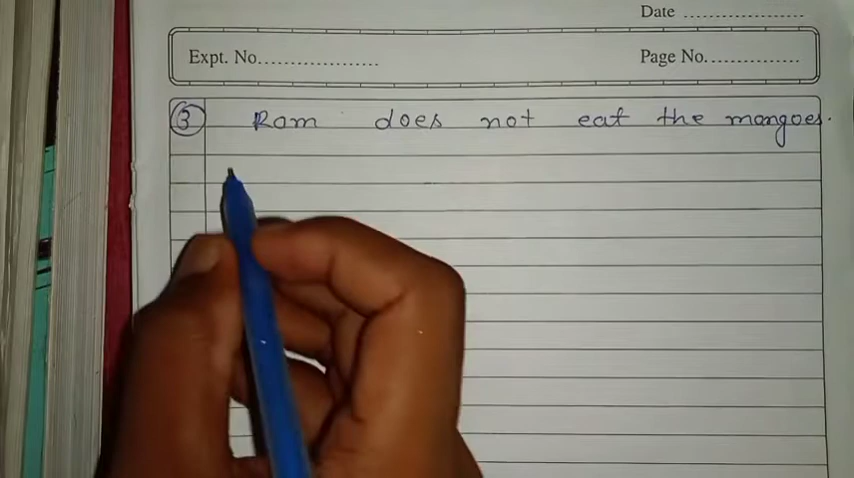 Date ......................
Expt. No.................. Page No...............
③ Ram does not eat the mangoes.